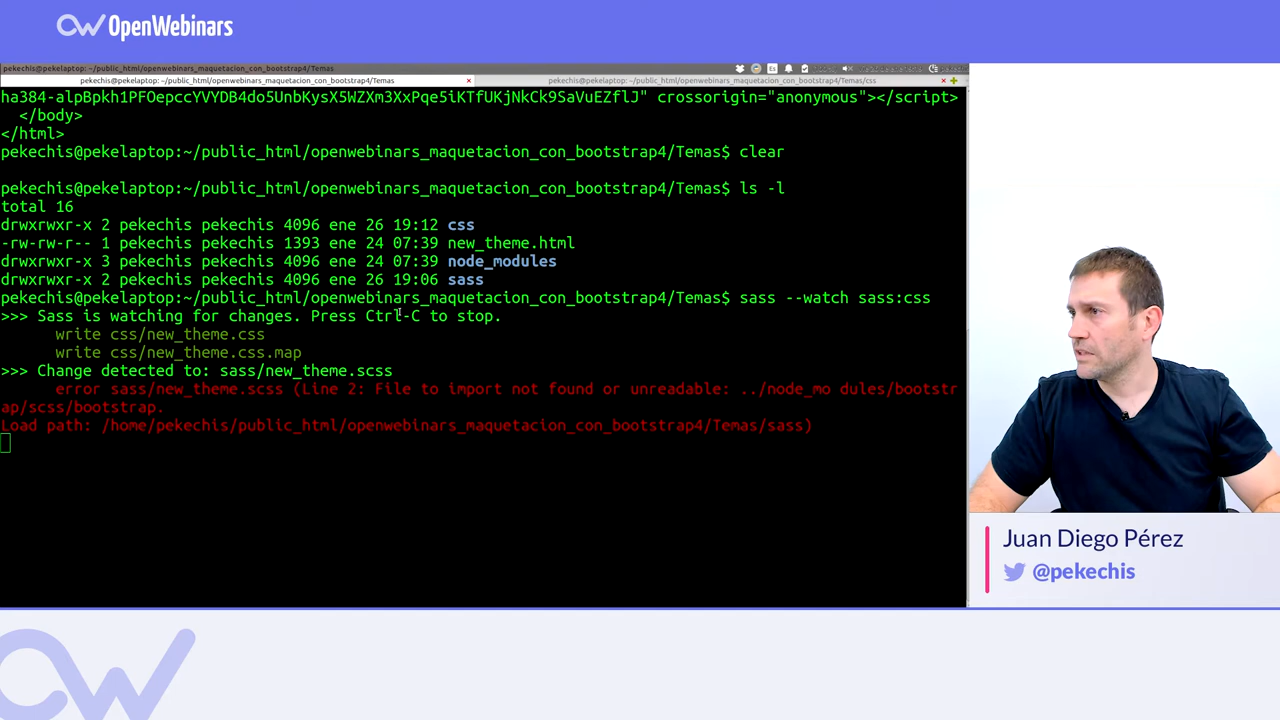 OpenWebinars
pekechis@pekelaptop: ~/public_html/openwebinars_maquetacion_con_bootstrap4/Temas
pekechis@pekelaptop: ~/public_html/openwebinars_maquetacion_con_bootstrap4/Temas
pekechis@pekelaptop: ~/public_html/openwebinars_maquetacion_con_bootstrap4/Temas/css
ha384-alpBpkh1PFOepccYVYDB4do5UnbKysX5WZXm3XxPqe5iKTfUKjNkCk9SaVuEZflJ" crossorigin="anonymous"></script>
</body>
</html>
pekechis@pekelaptop:~/public_html/openwebinars_maquetacion_con_bootstrap4/Temas$ clear
pekechis@pekelaptop:~/public_html/openwebinars_maquetacion_con_bootstrap4/Temas$ ls -l
total 16
drwxrwxr-x 2 pekechis pekechis 4096 ene 26 19:12 css
-rw-rw-r-- 1 pekechis pekechis 1393 ene 24 07:39 new_theme.html
drwxrwxr-x 3 pekechis pekechis 4096 ene 24 07:39 node_modules
drwxrwxr-x 2 pekechis pekechis 4096 ene 26 19:06 sass
pekechis@pekelaptop:~/public_html/openwebinars_maquetacion_con_bootstrap4/Temas$ sass --watch sass:css
>>> Sass is watching for changes. Press Ctrl-C to stop.
write css/new_theme.css
write css/new_theme.css.map
>>> Change detected to: sass/new_theme.scss
error sass/new_theme.scss (Line 2: File to import not found or unreadable: ../node_mo dules/bootstr
ap/scss/bootstrap.
Load path: /home/pekechis/public_html/openwebinars_maquetacion_con_bootstrap4/Temas/sass)
Juan Diego Pérez
@pekechis